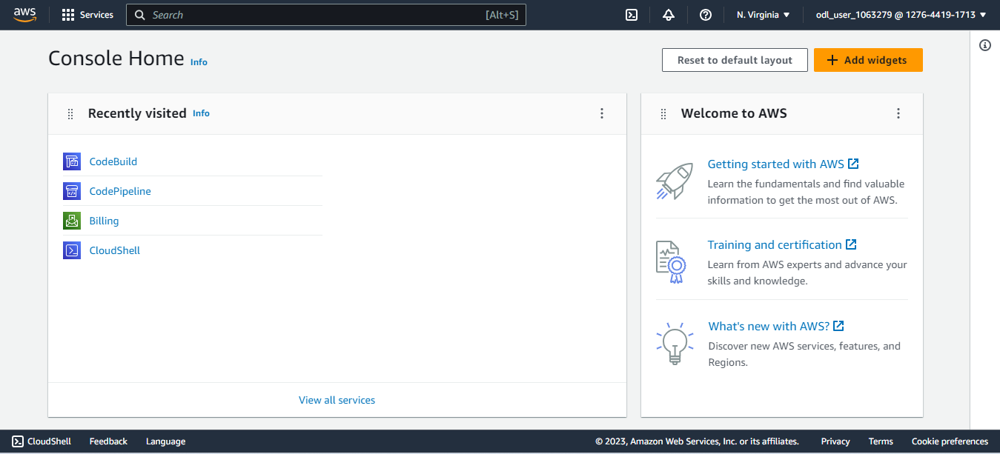 aws Services Search [Alt+S] N. Virginia odl_user_1063279 @ 1276-4419-1713
Console Home Info Reset to default layout + Add widgets
Recently visited Info
CodeBuild
CodePipeline
Billing
CloudShell
View all services
Welcome to AWS
Getting started with AWS
Learn the fundamentals and find valuable
information to get the most out of AWS.
Training and certification
Learn from AWS experts and advance your
skills and knowledge.
What's new with AWS?
Discover new AWS services, features, and
Regions.
CloudShell Feedback Language © 2023, Amazon Web Services, Inc. or its affiliates. Privacy Terms Cookie preferences